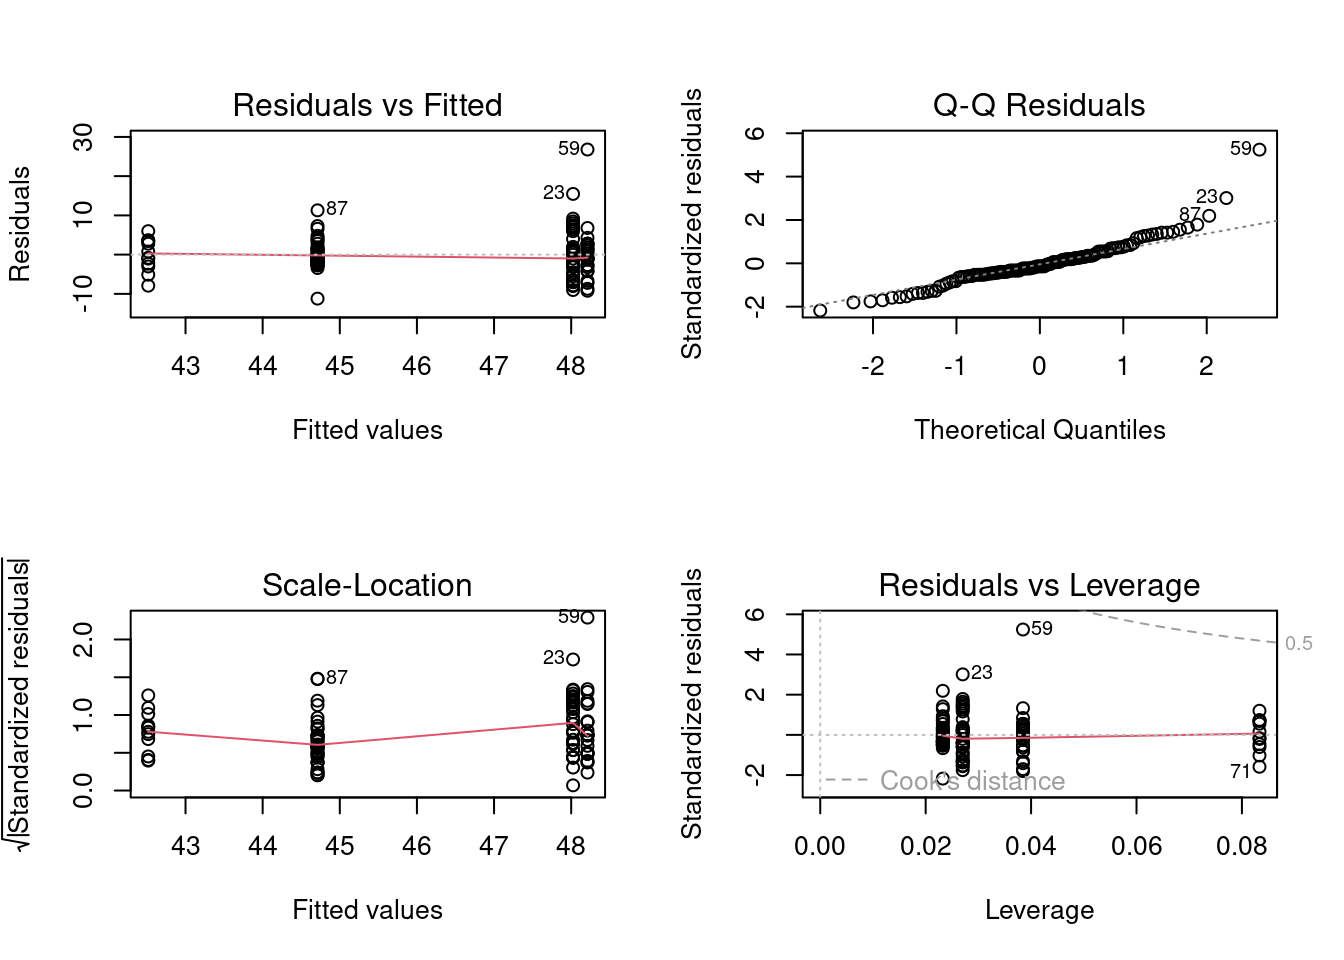 Residuals vs Fitted
Residuals
30
10
-10
59
23
87
43 44 45 46 47 48
Fitted values
Q-Q Residuals
Standardized residuals
6
4
2
0
-2
59
23
87
-2 -1 0 1 2
Theoretical Quantiles
Scale-Location
√|Standardized residuals|
2.0
1.0
0.0
59
23
87
43 44 45 46 47 48
Fitted values
Residuals vs Leverage
Standardized residuals
6
4
2
-2
59
23
71
0.5
Cook's distance
0.00 0.02 0.04 0.06 0.08
Leverage